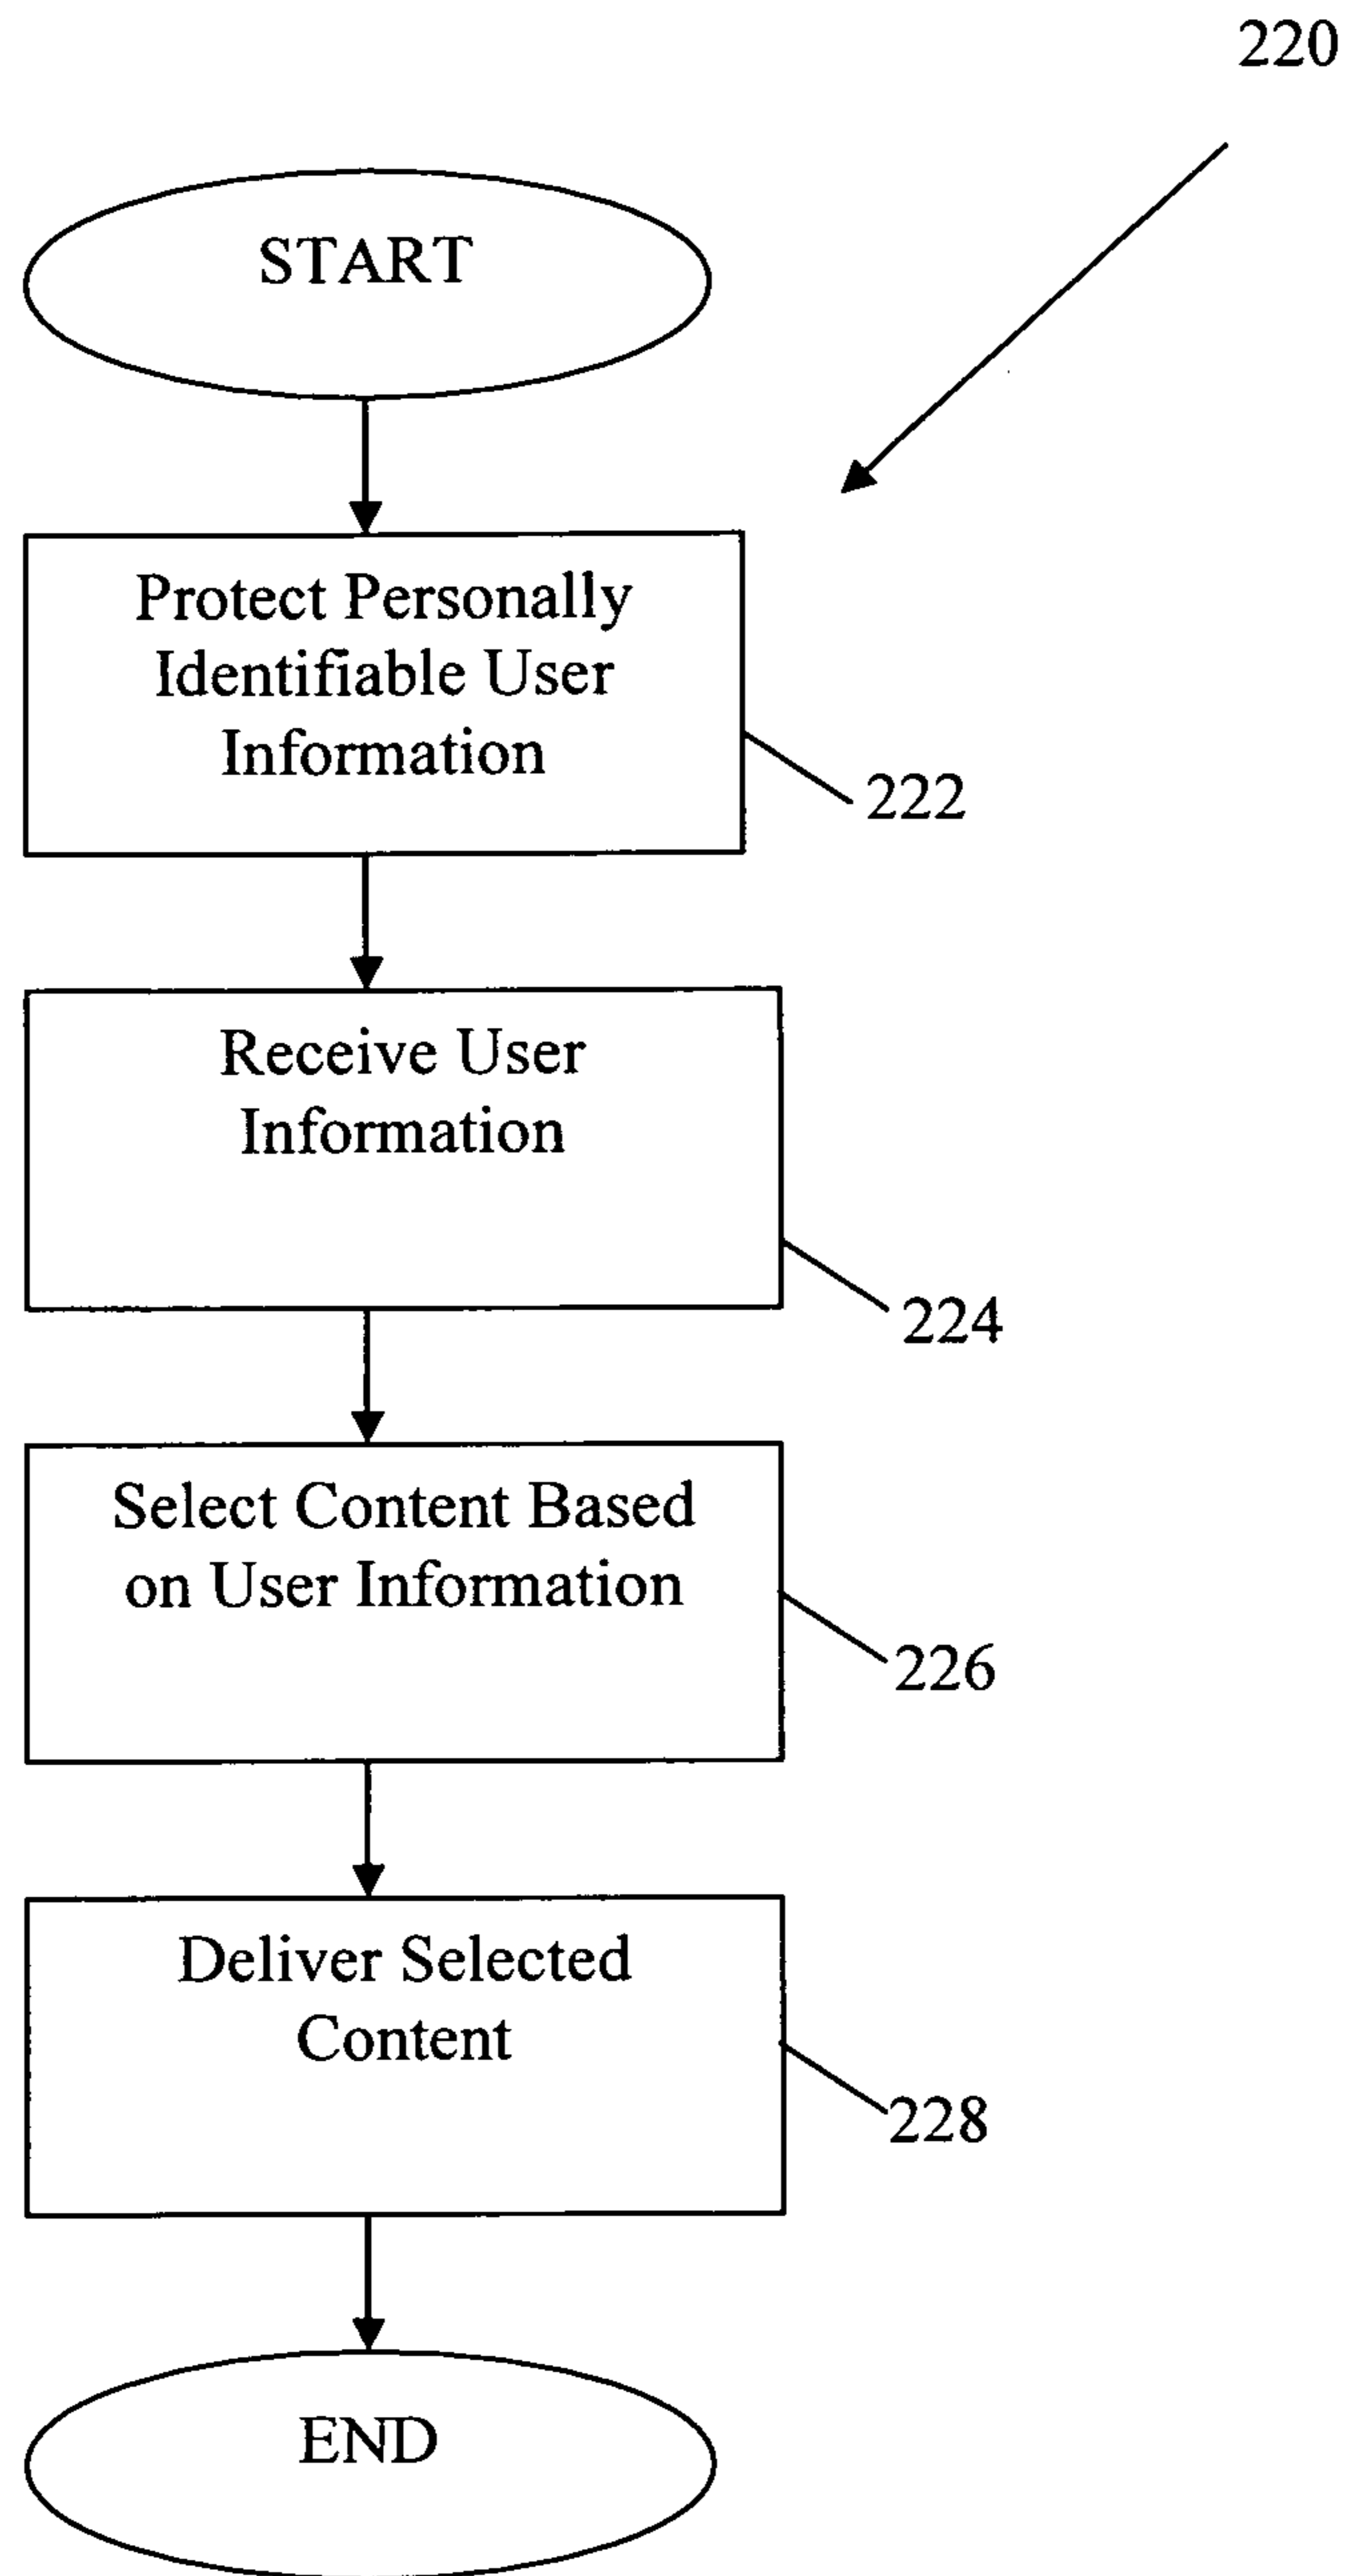 220
START
Protect Personally
Identifiable User
Information
222
Receive User
Information
224
Select Content Based
on User Information
226
Deliver Selected
Content
228
END